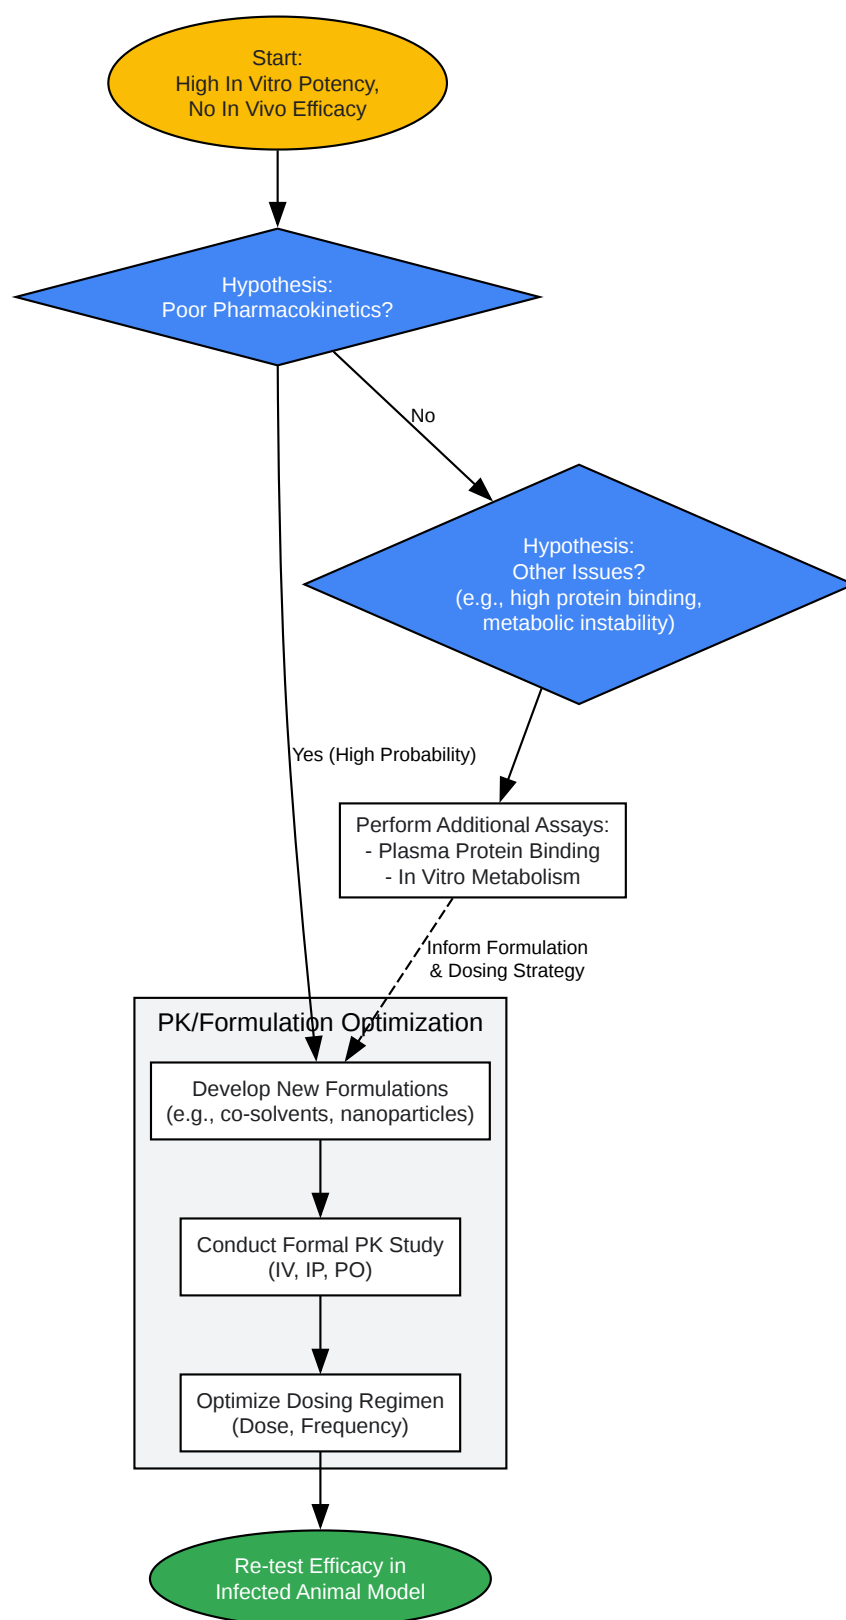 Start:
High In Vitro Potency,
No In Vivo Efficacy
Hypothesis:
Poor Pharmacokinetics?
No
Hypothesis:
Other Issues?
(e.g., high protein binding,
metabolic instability)
Yes (High Probability)
Perform Additional Assays:
- Plasma Protein Binding
- In Vitro Metabolism
Inform Formulation
& Dosing Strategy
PK/Formulation Optimization
Develop New Formulations
(e.g., co-solvents, nanoparticles)
Conduct Formal PK Study
(IV, IP, PO)
Optimize Dosing Regimen
(Dose, Frequency)
Re-test Efficacy in
Infected Animal Model